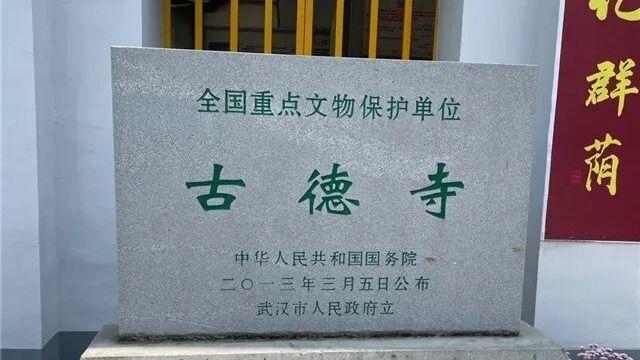 全国重点文物保护单位
古德寺
中华人民共和国国务院
二〇一三年三月五日公布
武汉市人民政府立
群荫